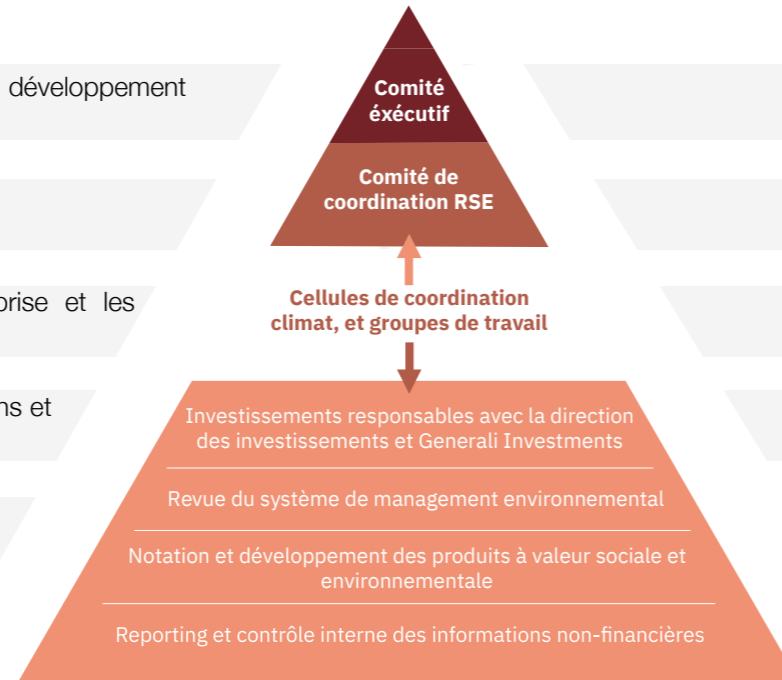 développement
Comité
éxécutif
Comité de
coordination RSE
prise et les
Cellules de coordination
climat, et groupes de travail
ns et
Investissements responsables avec la direction
des investissements et Generali Investments
Revue du système de management environnemental
Notation et développement des produits à valeur sociale et
environnementale
Reporting et contrôle interne des informations non-financières